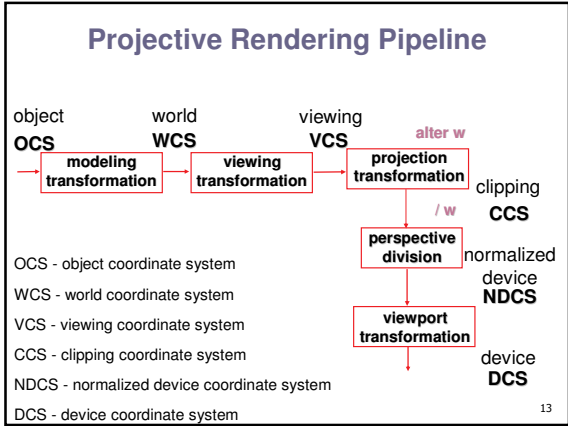 Projective Rendering Pipeline
object
OCS
world
WCS
viewing
VCS
alter w
modeling
transformation
viewing
transformation
projection
transformation
clipping
CCS
/ w
perspective
division
normalized
device
NDCS
viewport
transformation
device
DCS
OCS - object coordinate system
WCS - world coordinate system
VCS - viewing coordinate system
CCS - clipping coordinate system
NDCS - normalized device coordinate system
DCS - device coordinate system
13